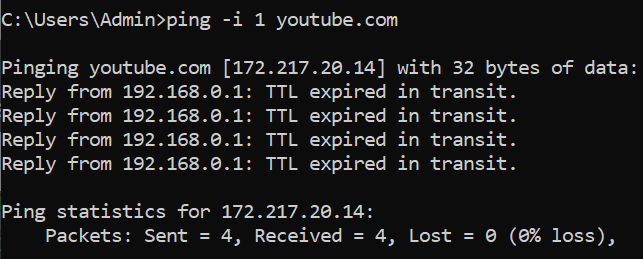 C:\Users\Admin>ping -i 1 youtube.com
Pinging youtube.com [172.217.20.14] with 32 bytes of data:
Reply from 192.168.0.1: TTL expired in transit.
Reply from 192.168.0.1: TTL expired in transit.
Reply from 192.168.0.1: TTL expired in transit.
Reply from 192.168.0.1: TTL expired in transit.
Ping statistics for 172.217.20.14:
    Packets: Sent = 4, Received = 4, Lost = 0 (0% loss),